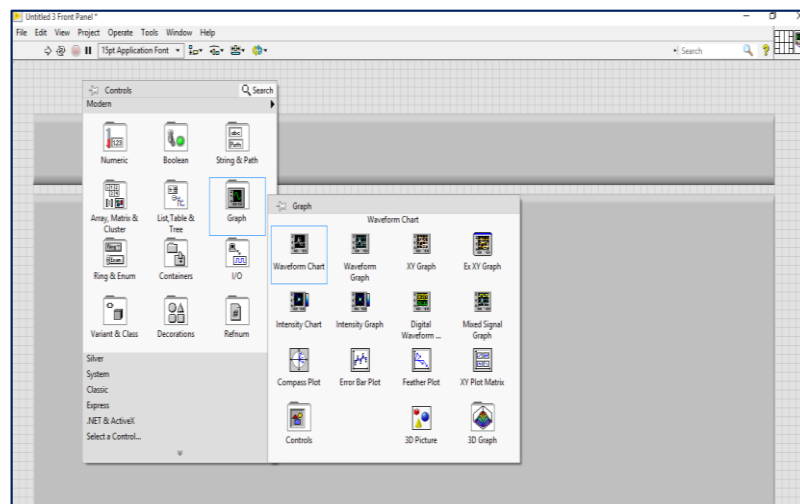 Untitled 3 Front Panel *
File Edit View Project Operate Tools Window Help
15pt Application Font
Search
Controls
Search
Modern
Numeric
Boolean
String & Path
Array, Matrix & Cluster
List, Table & Tree
Graph
Ring & Enum
Containers
I/O
Variant & Class
Decorations
Refnum
Silver
System
Classic
Express
.NET & ActiveX
Select a Control...
Graph
Waveform Chart
Waveform Chart
Waveform Graph
XY Graph
Ex XY Graph
Intensity Chart
Intensity Graph
Digital Waveform ...
Mixed Signal Graph
Compass Plot
Error Bar Plot
Feather Plot
XY Plot Matrix
Controls
3D Picture
3D Graph